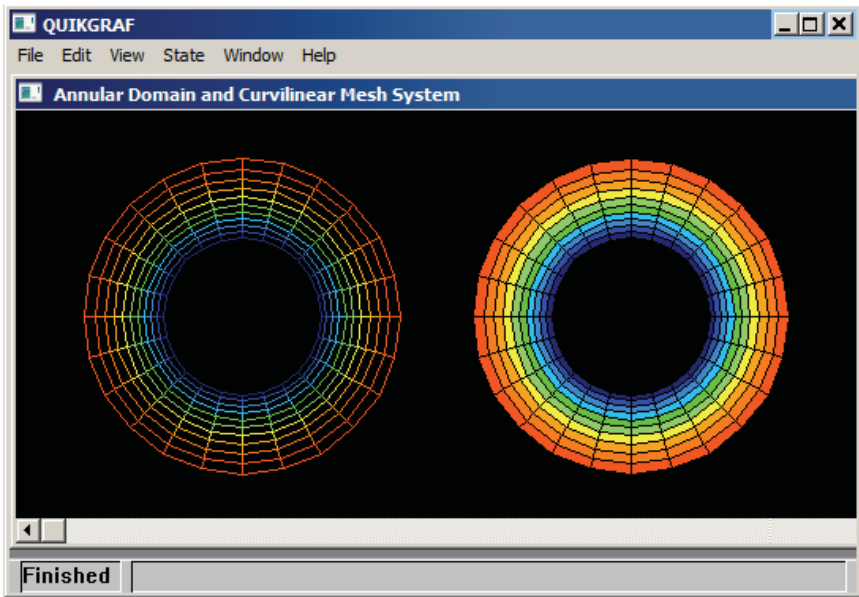 QUIKGRAF
File Edit View State Window Help
Annular Domain and Curvilinear Mesh System
Finished